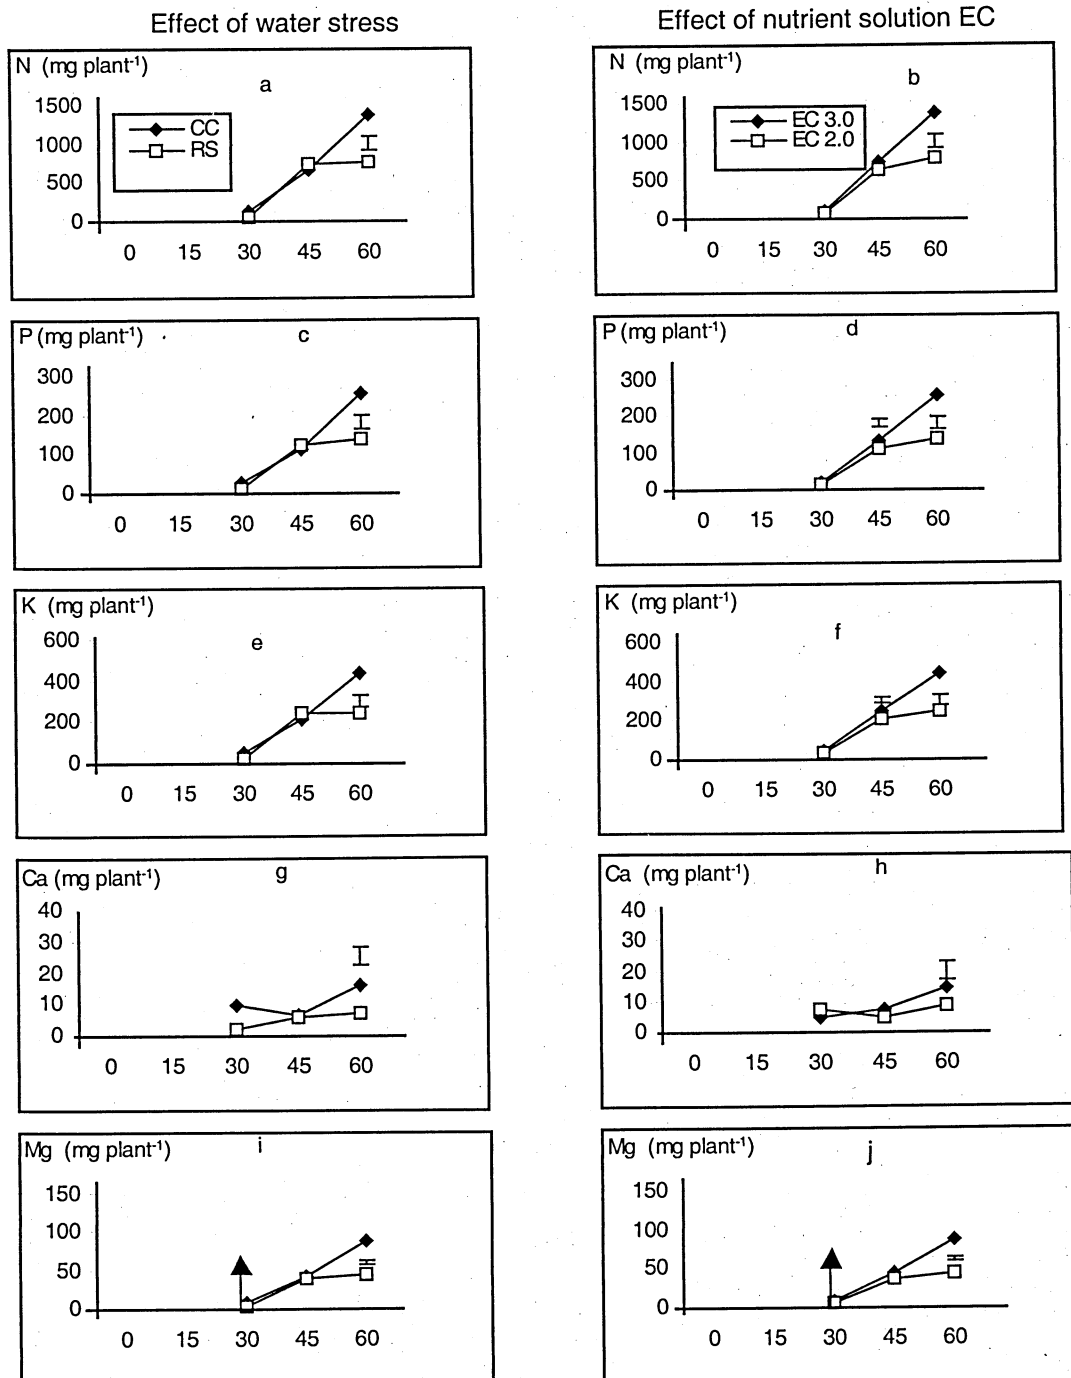 Effect of water stress
Effect of nutrient solution EC
N (mg plant-1)
a
1500
1000
500
0
CC
RS
0 15 30 45 60
N (mg plant-1)
b
1500
1000
500
0
EC 3.0
EC 2.0
0 15 30 45 60
P (mg plant-1)
c
300
200
100
0
0 15 30 45 60
P (mg plant-1)
d
300
200
100
0
0 15 30 45 60
K (mg plant-1)
e
600
400
200
0
0 15 30 45 60
K (mg plant-1)
f
600
400
200
0
0 15 30 45 60
Ca (mg plant-1)
g
40
30
20
10
0
0 15 30 45 60
Ca (mg plant-1)
h
40
30
20
10
0
0 15 30 45 60
Mg (mg plant-1)
i
150
100
50
0
0 15 30 45 60
Mg (mg plant-1)
j
150
100
50
0
0 15 30 45 60